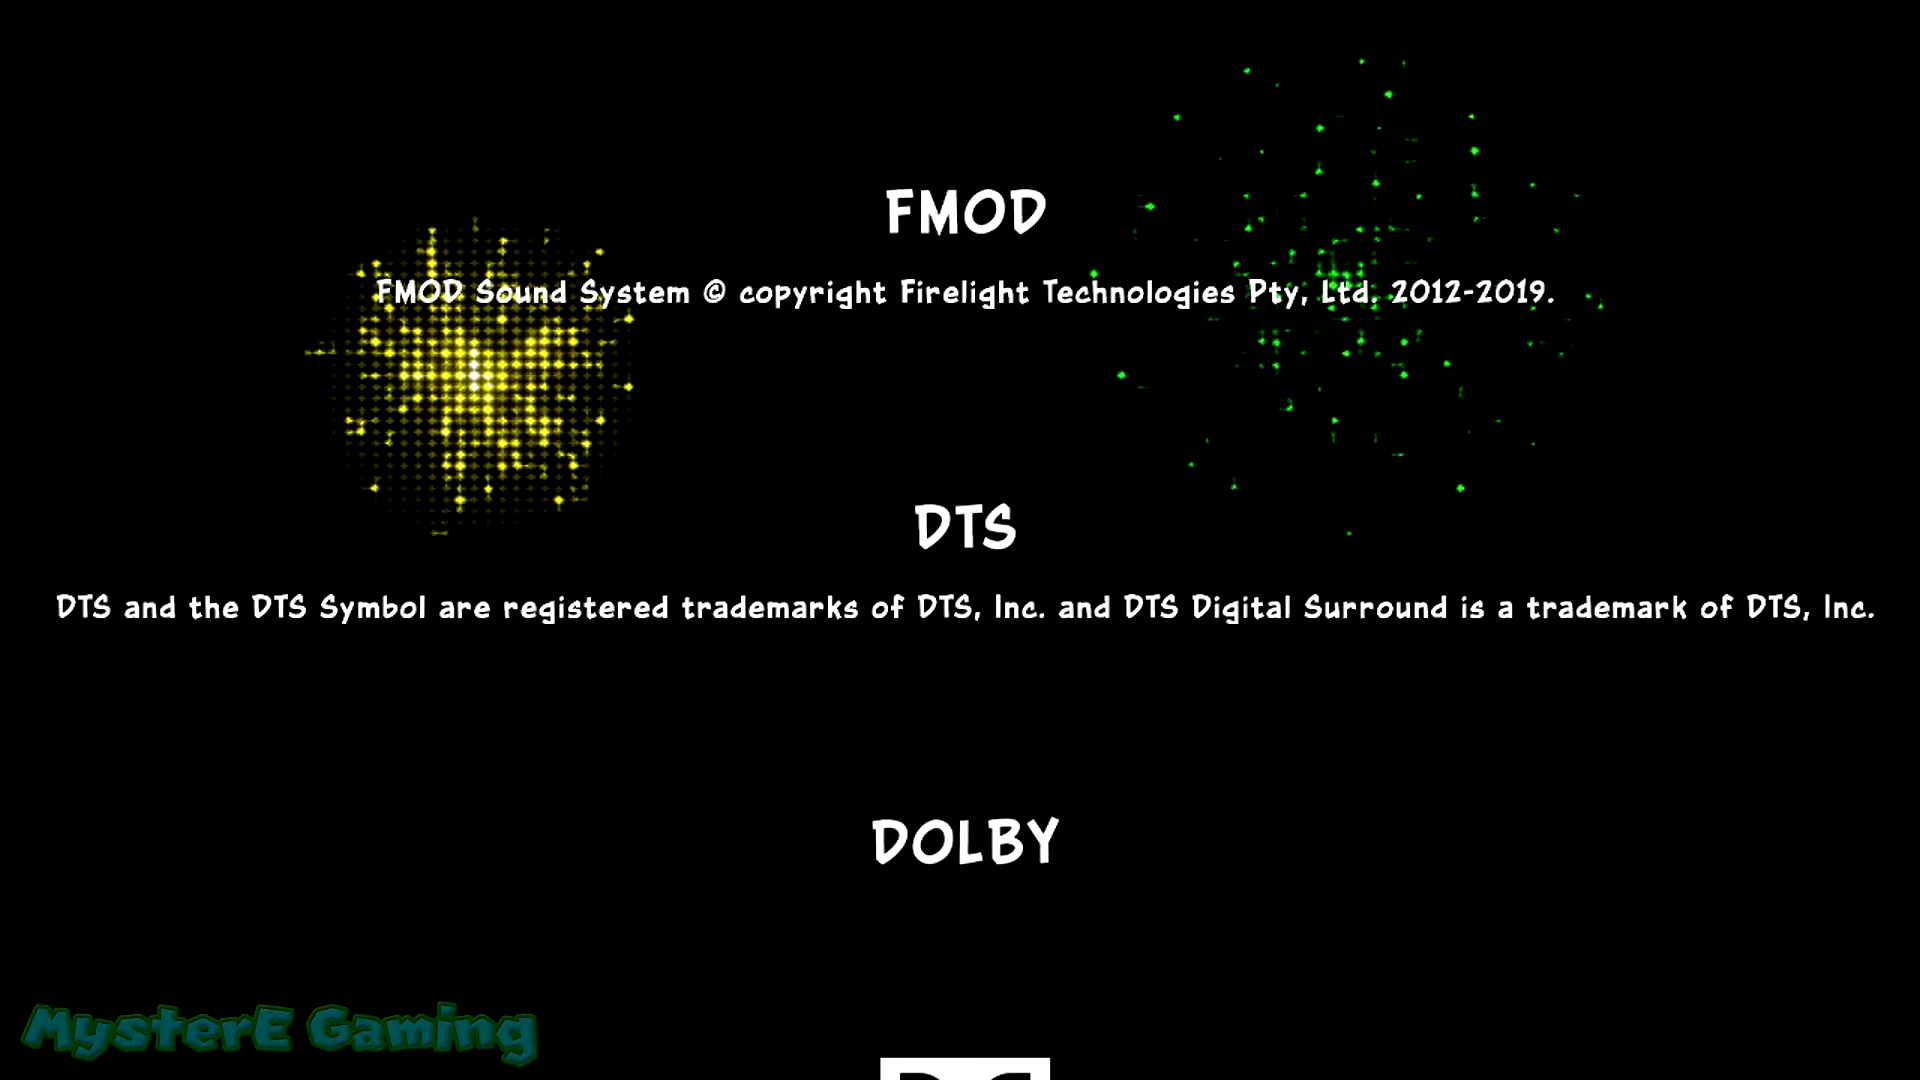 FMOD
FMOD Sound System © copyright Firelight Technologies Pty, Ltd. 2012-2019.
DTS
DTS and the DTS Symbol are registered trademarks of DTS, Inc. and DTS Digital Surround is a trademark of DTS, Inc.
DOLBY
MysterE Gaming